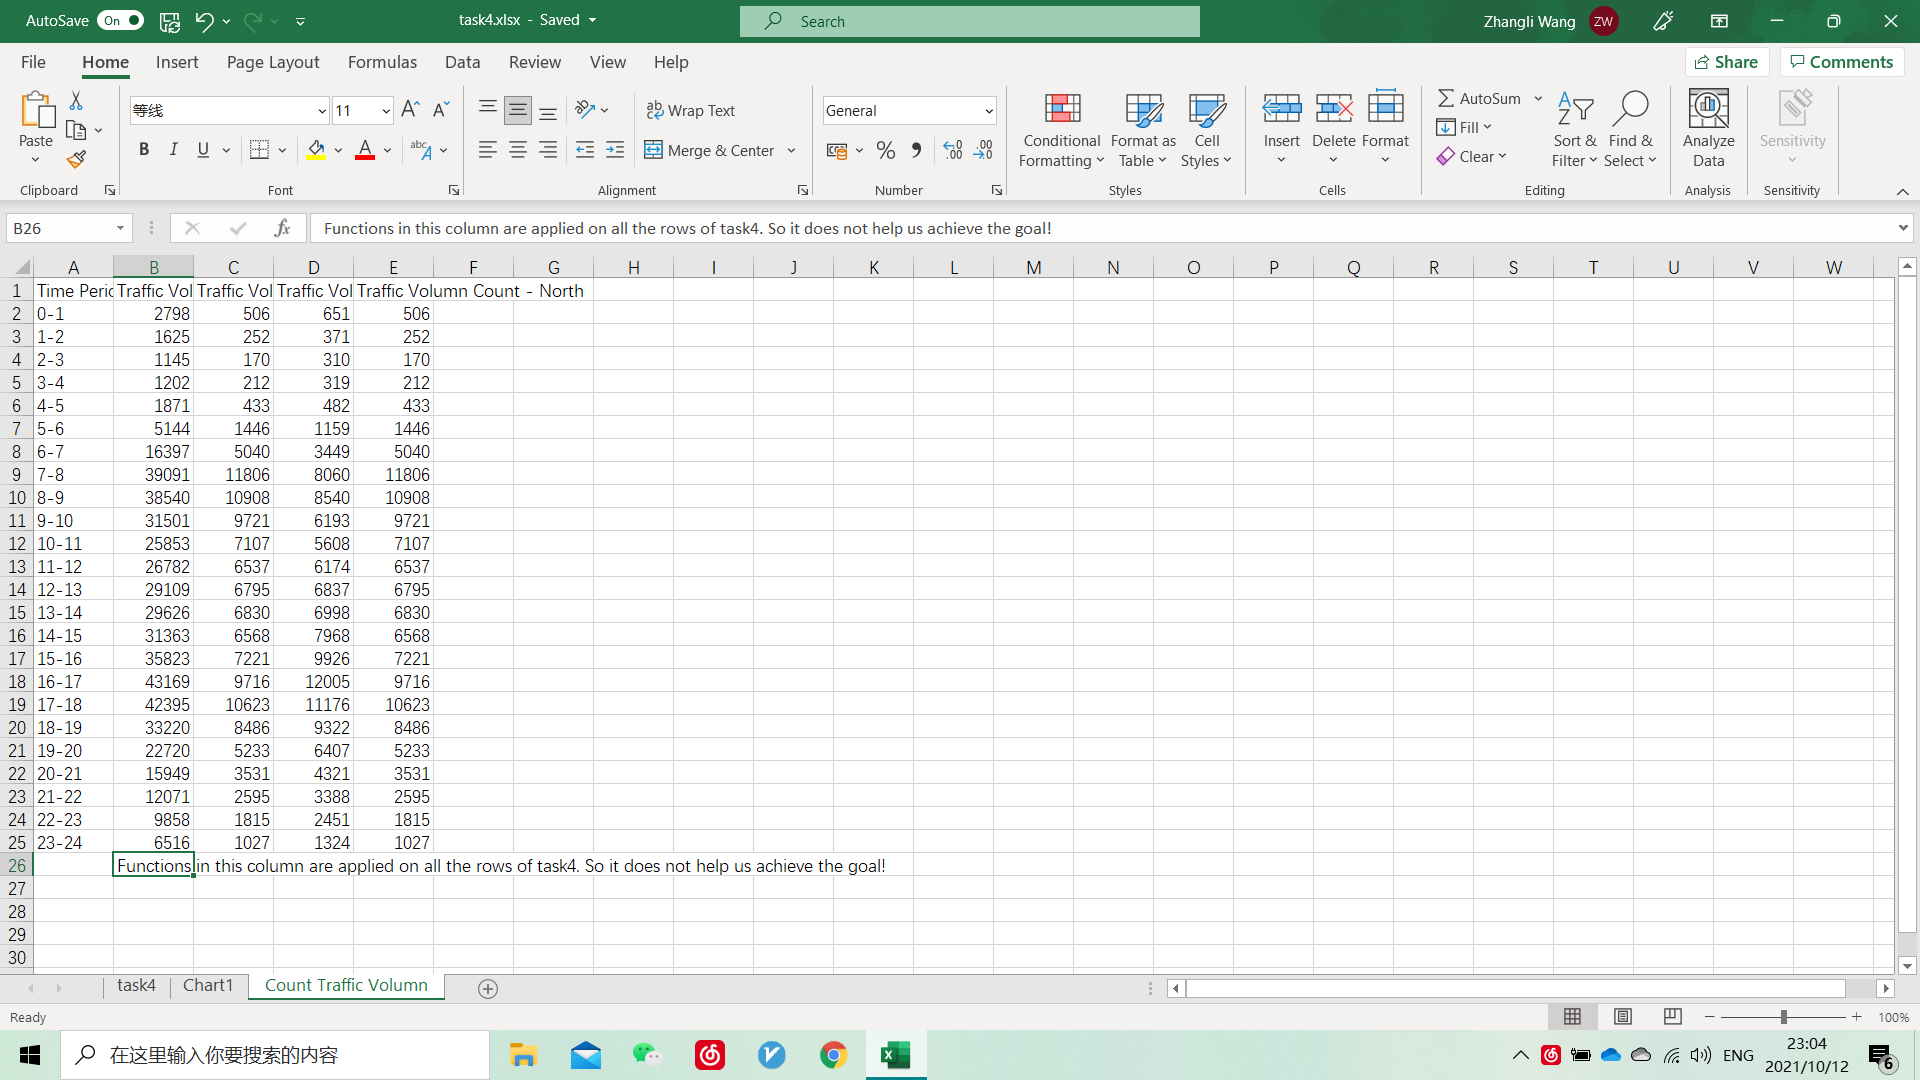 AutoSave On task4.xlsx - Saved Search Zhangli Wang ZW
File Home Insert Page Layout Formulas Data Review View Help Share Comments
Paste 等线 11 Wrap Text General Conditional Formatting Format as Table Cell Styles Insert Delete Format AutoSum Sort & Filter Find & Select Analyze Data Sensitivity
B I U Merge & Center % Fill
Clear
Clipboard Font Alignment Number Styles Cells Editing Analysis Sensitivity
B26 fx Functions in this column are applied on all the rows of task4. So it does not help us achieve the goal!
A B C D E F G H I J K L M N O P Q R S T U V W
1 Time Peric Traffic Vol Traffic Vol Traffic Vol Traffic Volumn Count - North
2 0-1 2798 506 651 506
3 1-2 1625 252 371 252
4 2-3 1145 170 310 170
5 3-4 1202 212 319 212
6 4-5 1871 433 482 433
7 5-6 5144 1446 1159 1446
8 6-7 16397 5040 3449 5040
9 7-8 39091 11806 8060 11806
10 8-9 38540 10908 8540 10908
11 9-10 31501 9721 6193 9721
12 10-11 25853 7107 5608 7107
13 11-12 26782 6537 6174 6537
14 12-13 29109 6795 6837 6795
15 13-14 29626 6830 6998 6830
16 14-15 31363 6568 7968 6568
17 15-16 35823 7221 9926 7221
18 16-17 43169 9716 12005 9716
19 17-18 42395 10623 11176 10623
20 18-19 33220 8486 9322 8486
21 19-20 22720 5233 6407 5233
22 20-21 15949 3531 4321 3531
23 21-22 12071 2595 3388 2595
24 22-23 9858 1815 2451 1815
25 23-24 6516 1027 1324 1027
26 Functions in this column are applied on all the rows of task4. So it does not help us achieve the goal!
27
28
29
30
task4 Chart1 Count Traffic Volumn
Ready 100%
在这里输入你要搜索的内容 ENG 23:04
2021/10/12 6